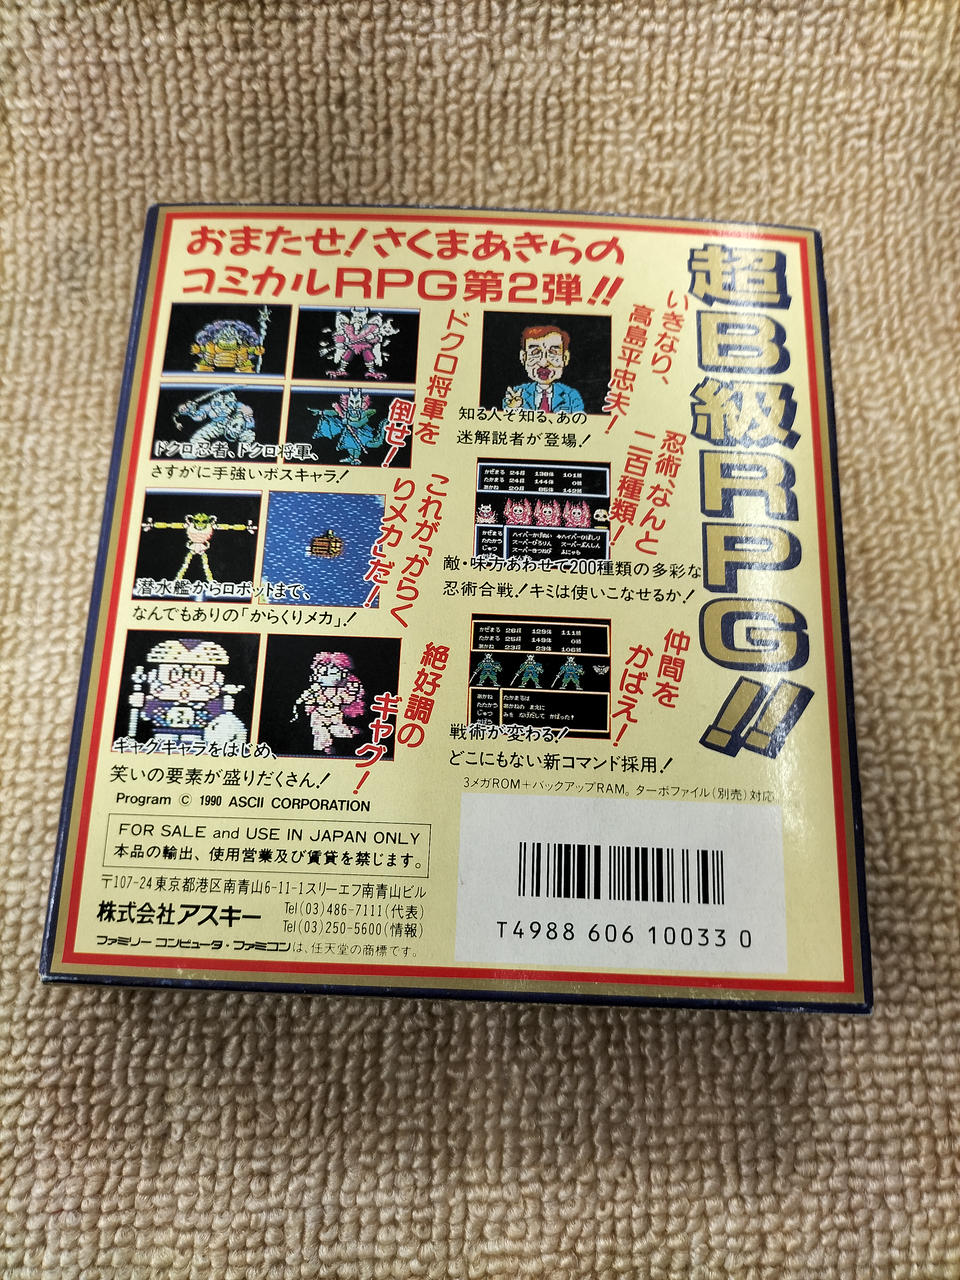 おまたせ！さくまあきらの
コミカルRPG第2弾!!
超B級RPG!!
いきなり、
高島平忠夫！
知る人ぞ知る、あの
迷解説者が登場！
ドクロ将軍を
倒せ！
ドクロ忍者、ドクロ将軍、
さすがに手強いボスキャラ！
忍術、なんと
二百種類！
敵・味方あわせて200種類の多彩な
忍術合戦！キミは使いこなせるか！
これが「からく
りメカ」だ！
潜水艦からロボットまで、
なんでもありの「からくりメカ」！
仲間を
かばえ！
戦術が変わる！
どこにもない新コマンド採用！
絶好調の
ギャグ！
ギャグキャラをはじめ、
笑いの要素が盛りだくさん！
3メガROM＋バックアップRAM。ターボファイル（別売）対応
Program © 1990 ASCII CORPORATION
FOR SALE and USE IN JAPAN ONLY
本品の輸出、使用営業及び賃貸を禁じます。
〒107-24東京都港区南青山6-11-1スリーエフ南青山ビル
株式会社アスキー
Tel(03)486-7111(代表)
Tel(03)250-5600(情報)
ファミリーコンピュータ・ファミコンは、任天堂の商標です。
T4988 606 10033 0